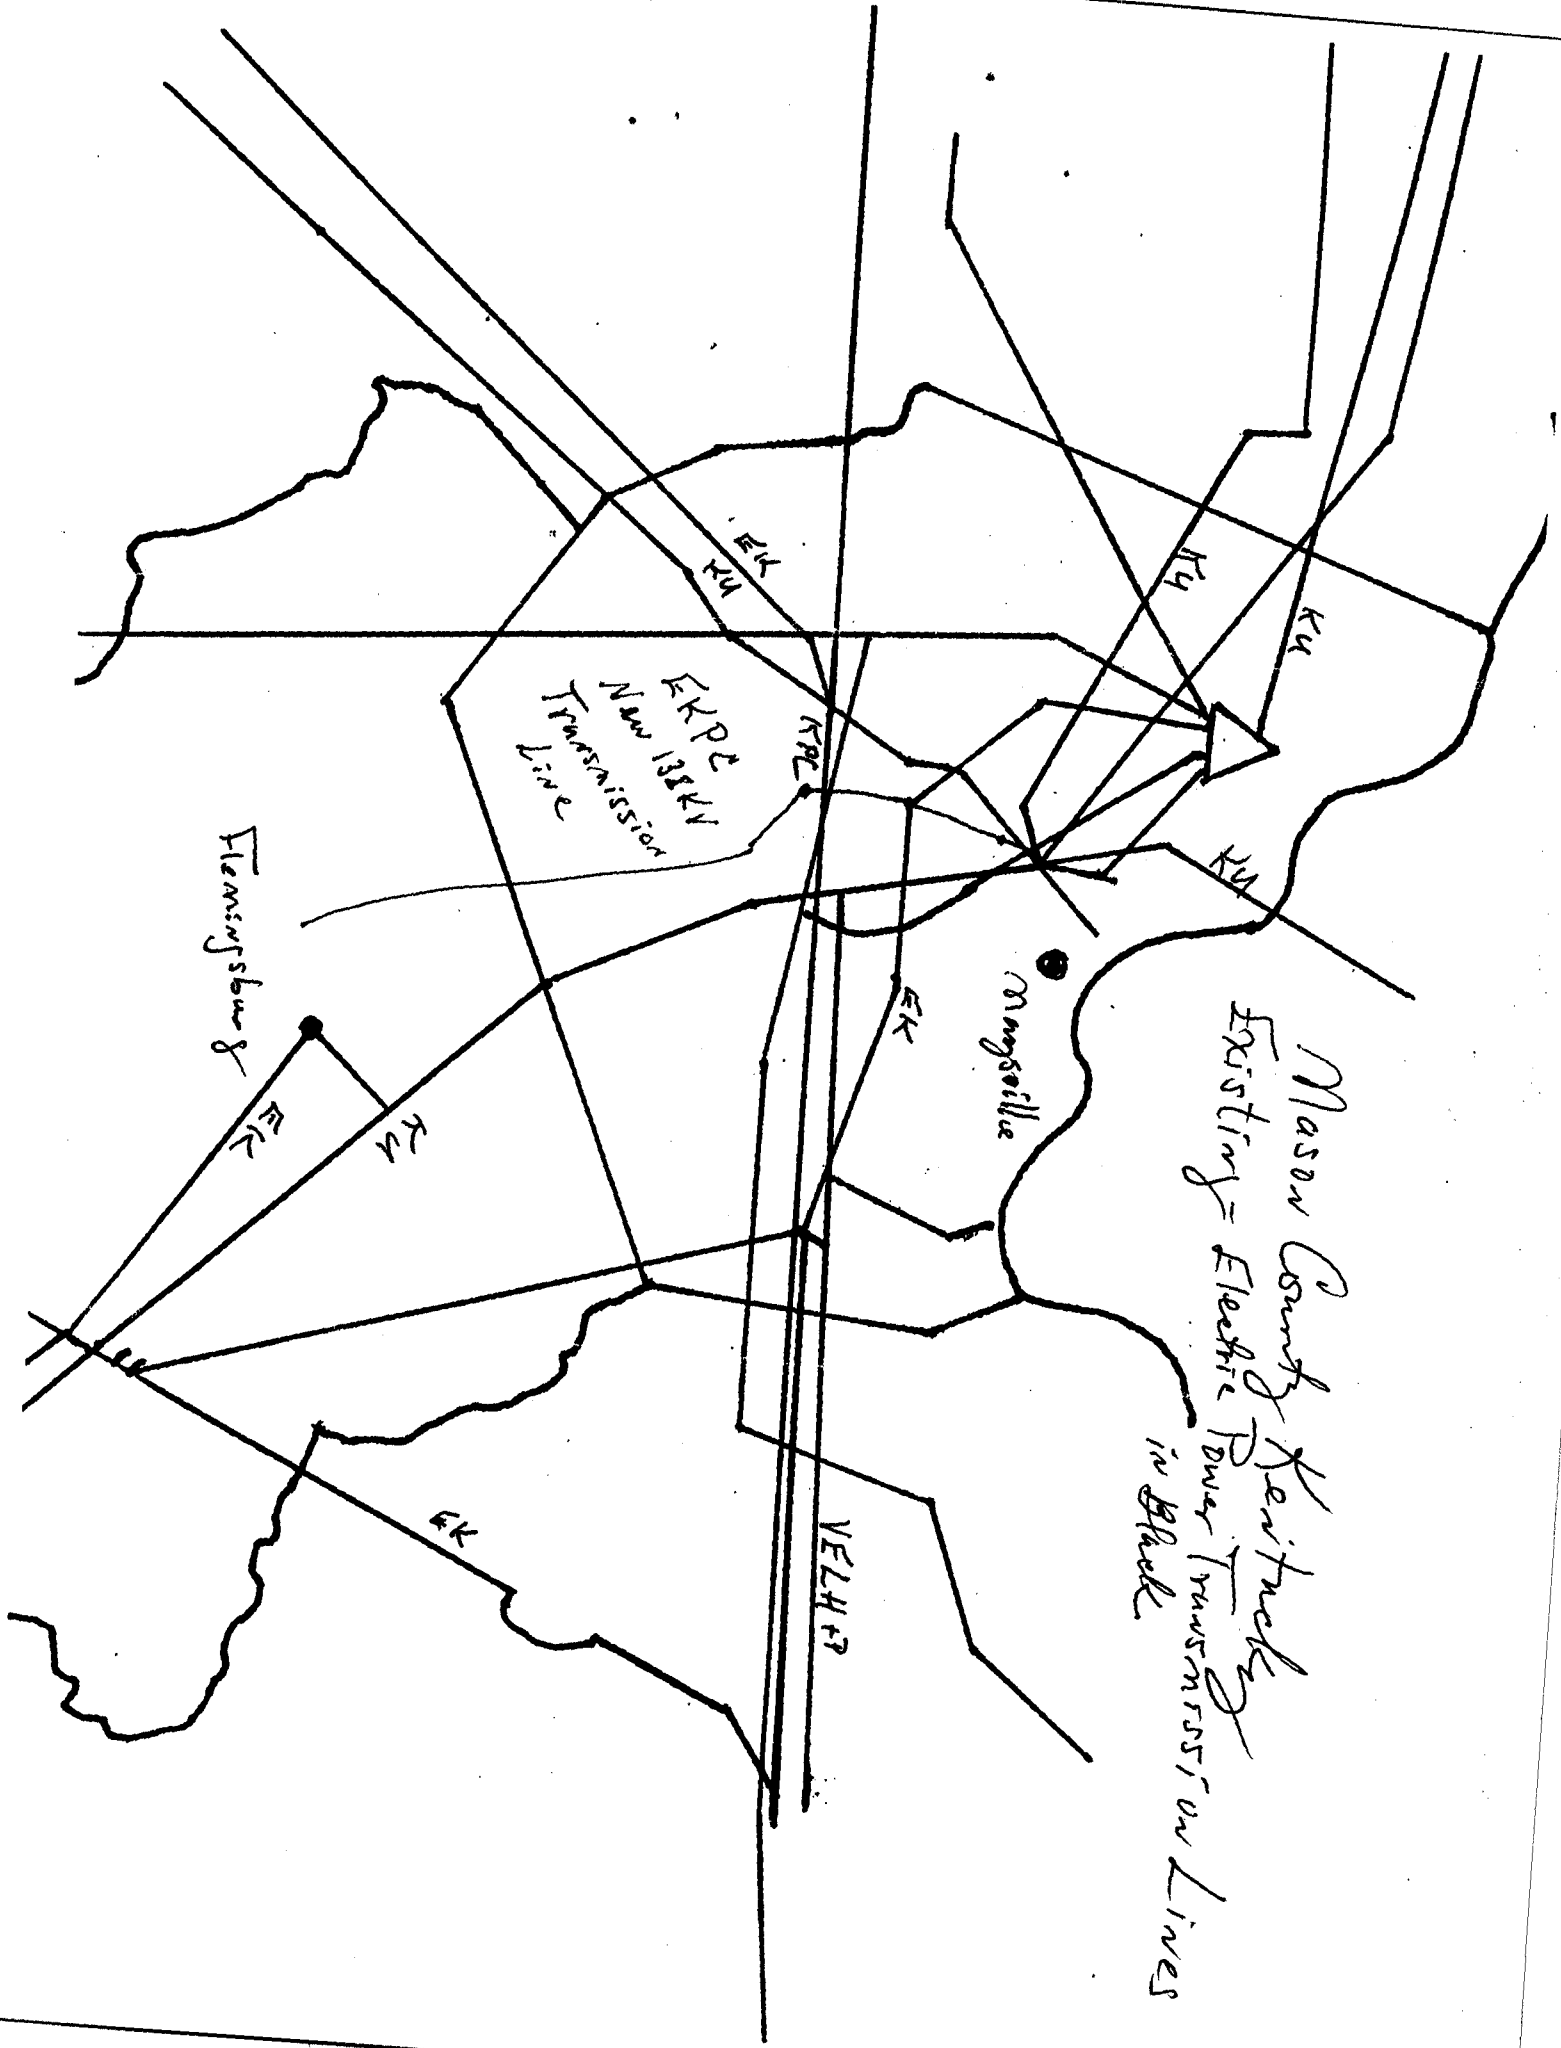 Mason County Kentucky
Existing = Electric Power Transmission Lines
in Black
KU
KU
KU
Maysville
EK
VELH+P
EK
KU
KPC
EKPC
New 138KV
Transmission
Line
KU
EK
Flemingsburg
EK